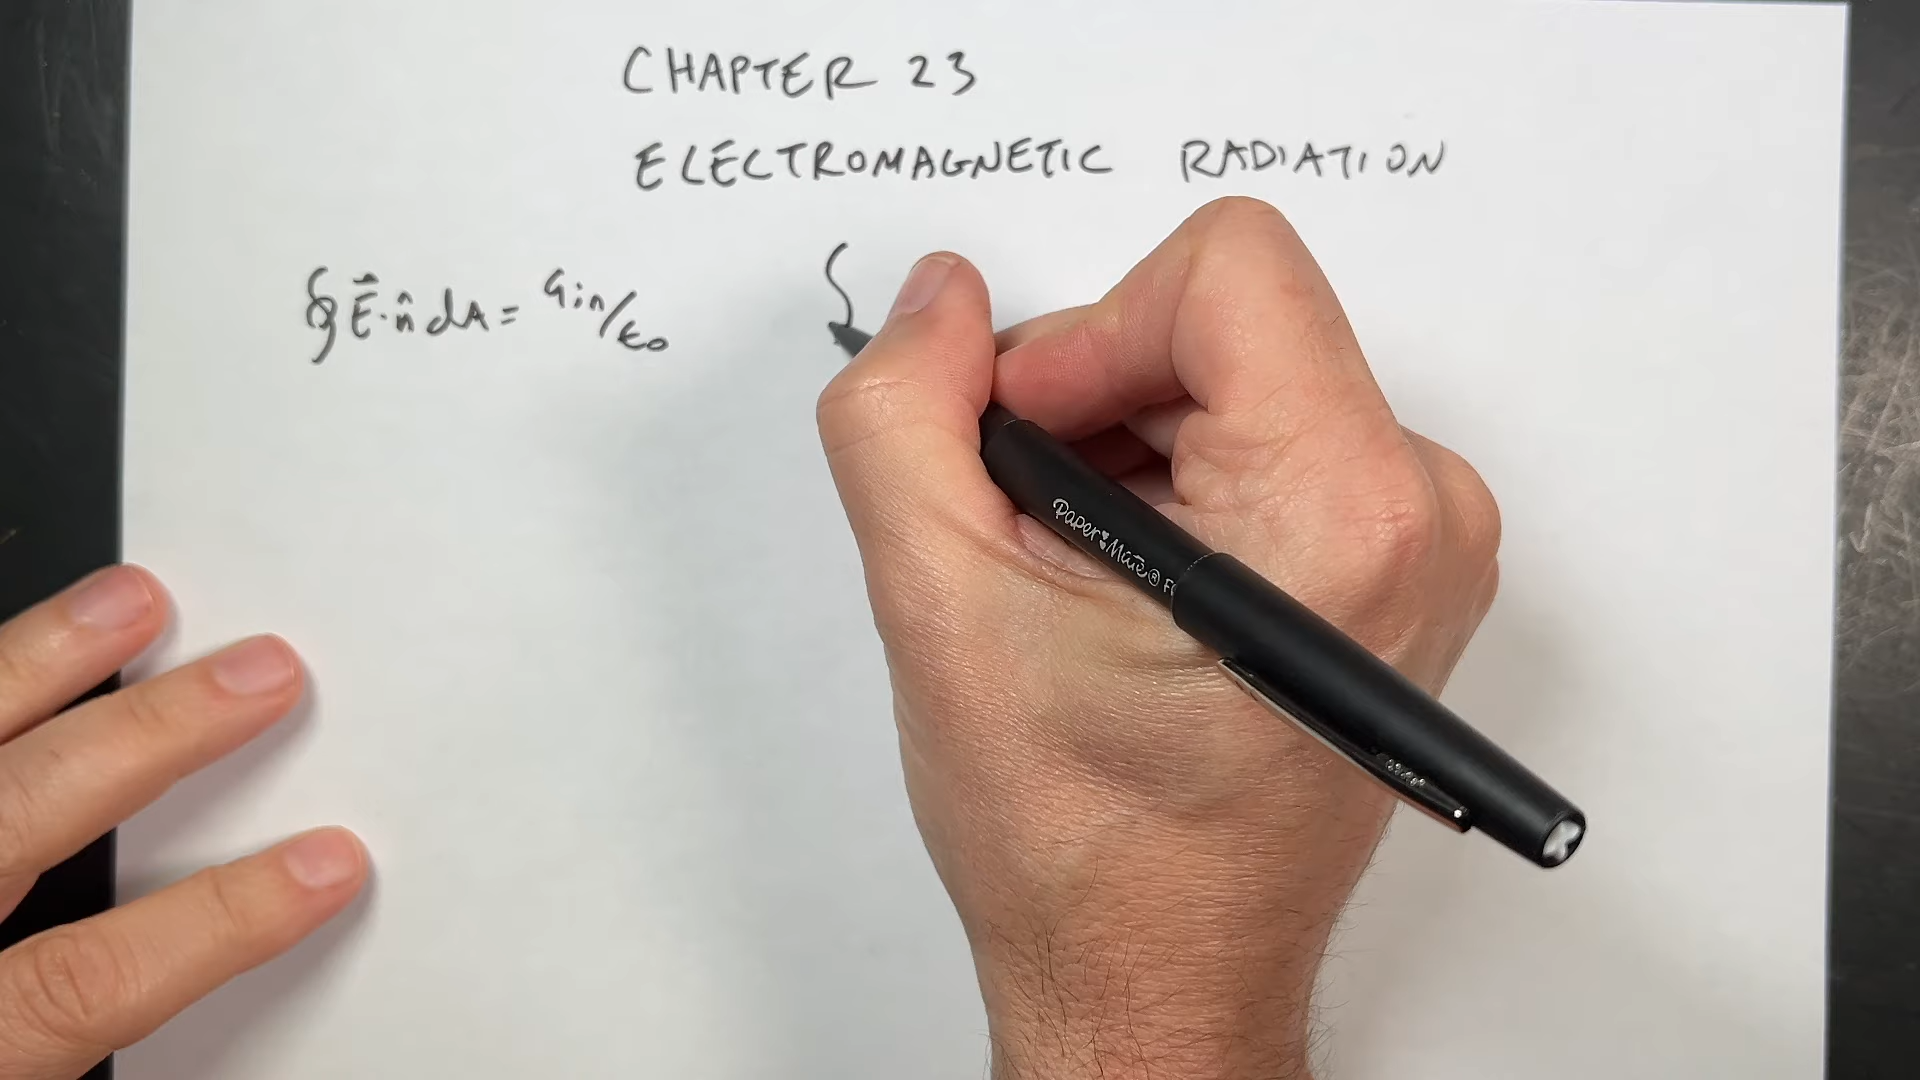 CHAPTER 23
ELECTROMAGNETIC RADIATION
∮ E⃗·n̂ dA = qin/ε0
∫
Paper Mate®